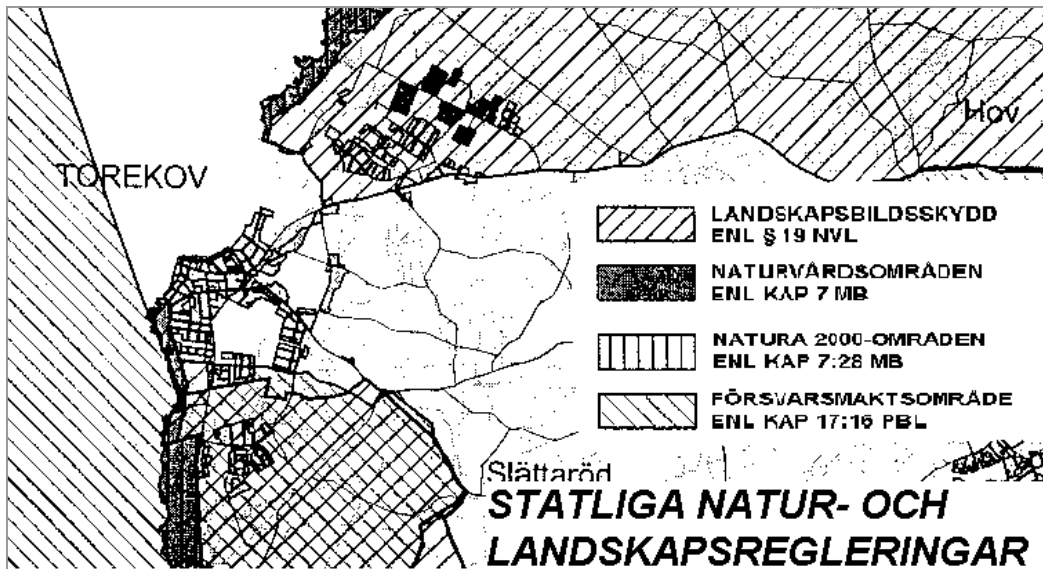 Hov
TOREKOV
LANDSKAPSBILDSSKYDD
ENL § 19 NVL
NATURVÅRDSOMRÅDEN
ENL KAP 7 MB
NATURA 2000-OMRÅDEN
ENL KAP 7:28 MB
FÖRSVARSMAKTSOMRÅDE
ENL KAP 17:16 PBL
Slättaröd
STATLIGA NATUR- OCH
LANDSKAPSREGLERINGAR